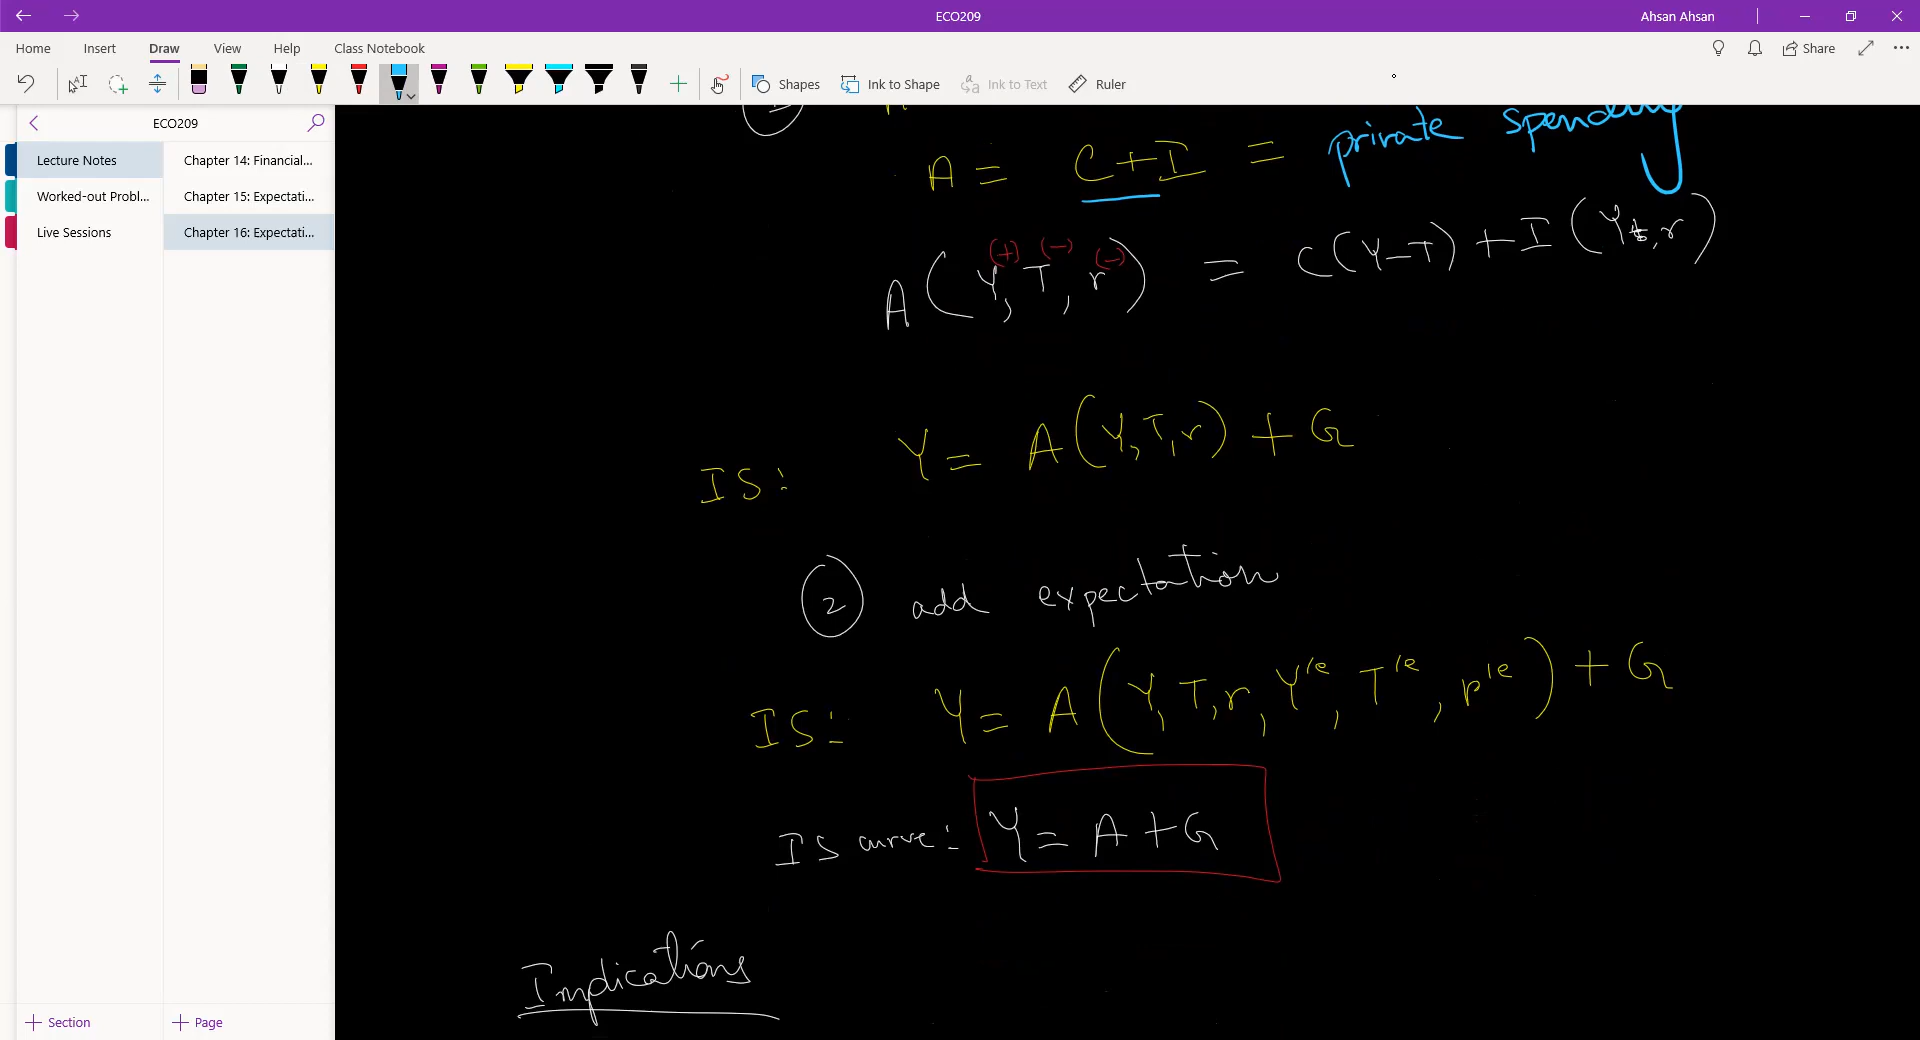 ECO209
Ahsan Ahsan
Home Insert Draw View Help Class Notebook
Share
Shapes Ink to Shape Ink to Text Ruler
ECO209
Lecture Notes
Worked-out Probl...
Live Sessions
Chapter 14: Financial...
Chapter 15: Expectati...
Chapter 16: Expectati...
A = C+I = private spending
(+) (-) (-)
A(Y, T, r) = C(Y-T) + I(Y, r)
IS: Y = A(Y, T, r) + G
2 add expectation
IS: Y = A(Y, T, r, Y'e, T'e, r'e) + G
IS curve: Y = A + G
Implications
+ Section
+ Page